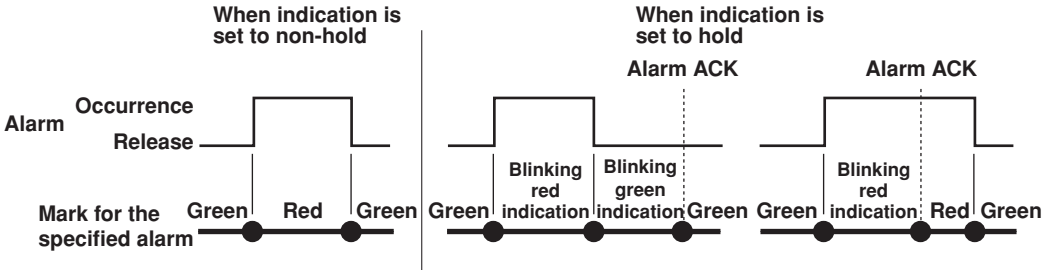 When indication is
set to non-hold
When indication is
set to hold
Alarm ACK
Alarm ACK
Alarm
Occurrence
Release
Blinking
red
indication
Blinking
green
indication
Blinking
red
indication
Mark for the
specified alarm
Green
Red
Green
Green
Green
Green
Red
Green